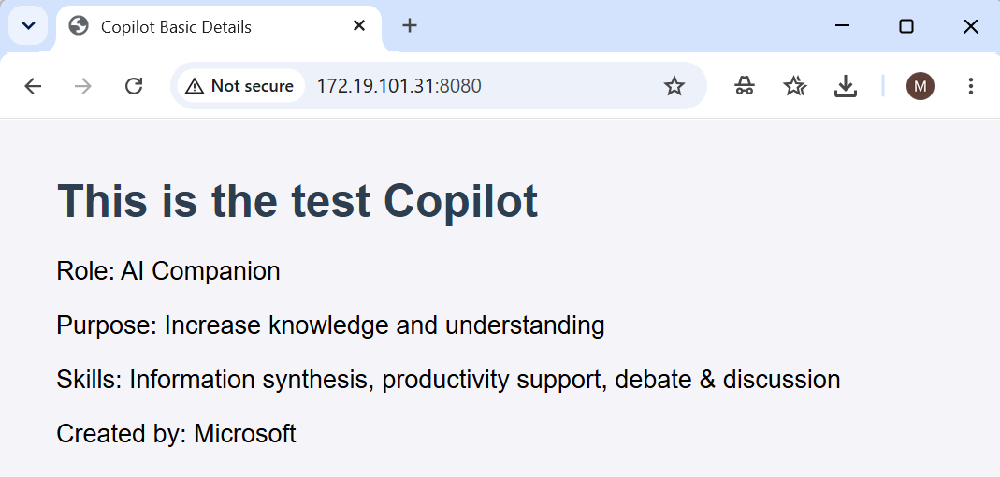 Copilot Basic Details
Not secure 172.19.101.31:8080
M
This is the test Copilot
Role: AI Companion
Purpose: Increase knowledge and understanding
Skills: Information synthesis, productivity support, debate & discussion
Created by: Microsoft